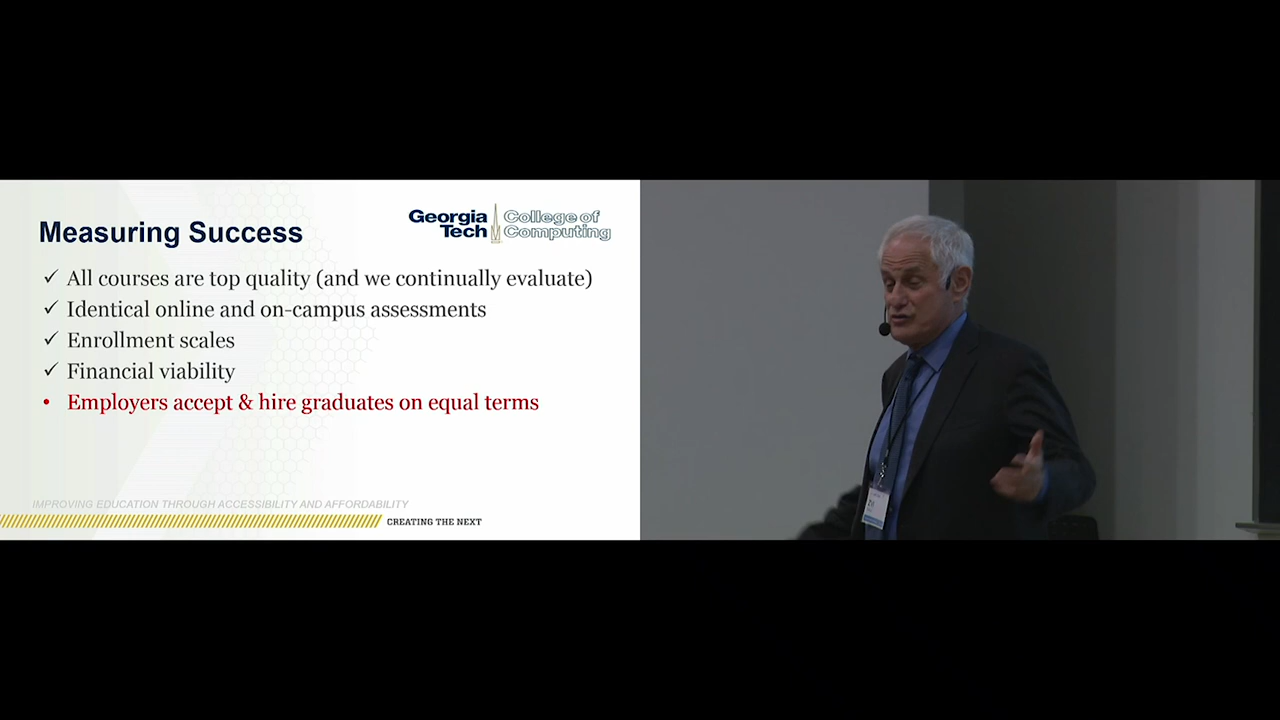 Measuring Success
Georgia Tech
College of Computing
✓ All courses are top quality (and we continually evaluate)
✓ Identical online and on-campus assessments
✓ Enrollment scales
✓ Financial viability
• Employers accept & hire graduates on equal terms
IMPROVING EDUCATION THROUGH ACCESSIBILITY AND AFFORDABILITY
CREATING THE NEXT